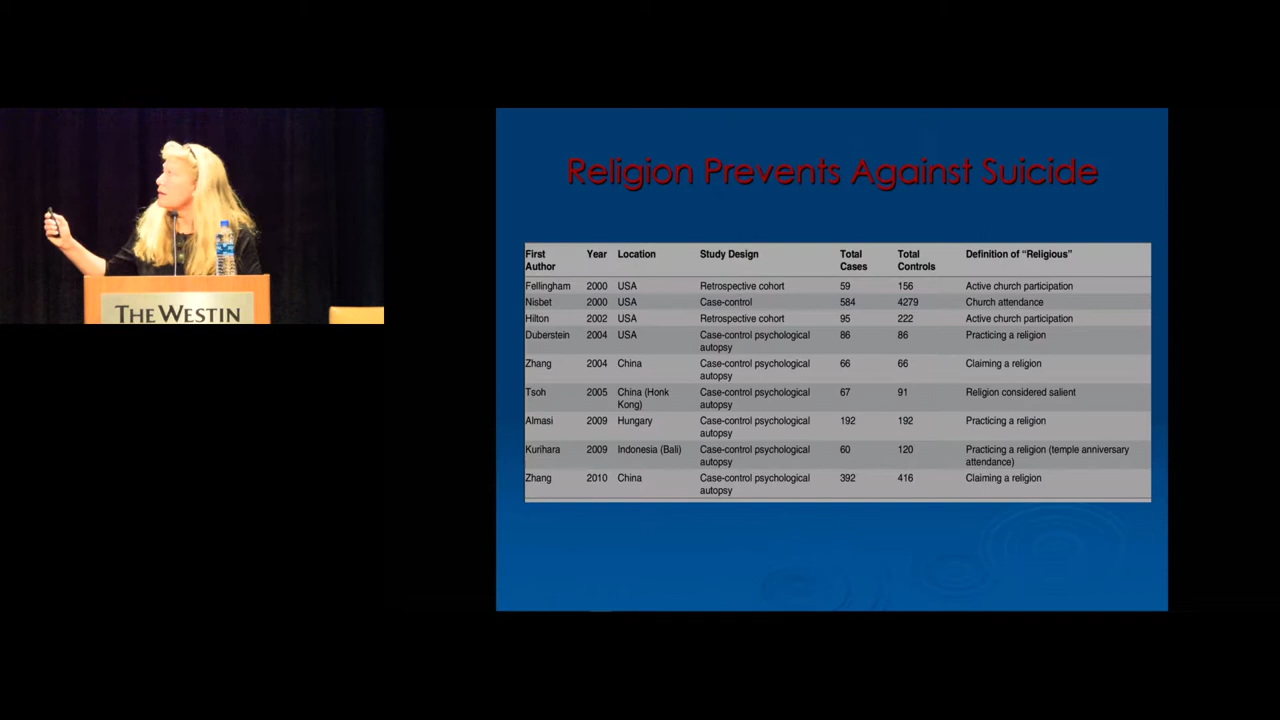 THE WESTIN
Religion Prevents Against Suicide
First Author Year Location Study Design Total Cases Total Controls Definition of “Religious”
Fellingham 2000 USA Retrospective cohort 59 156 Active church participation
Nisbet 2000 USA Case-control 584 4279 Church attendance
Hilton 2002 USA Retrospective cohort 95 222 Active church participation
Duberstein 2004 USA Case-control psychological autopsy 86 86 Practicing a religion
Zhang 2004 China Case-control psychological autopsy 66 66 Claiming a religion
Tsoh 2005 China (Honk Kong) Case-control psychological autopsy 67 91 Religion considered salient
Almasi 2009 Hungary Case-control psychological autopsy 192 192 Practicing a religion
Kurihara 2009 Indonesia (Bali) Case-control psychological autopsy 60 120 Practicing a religion (temple anniversary attendance)
Zhang 2010 China Case-control psychological autopsy 392 416 Claiming a religion